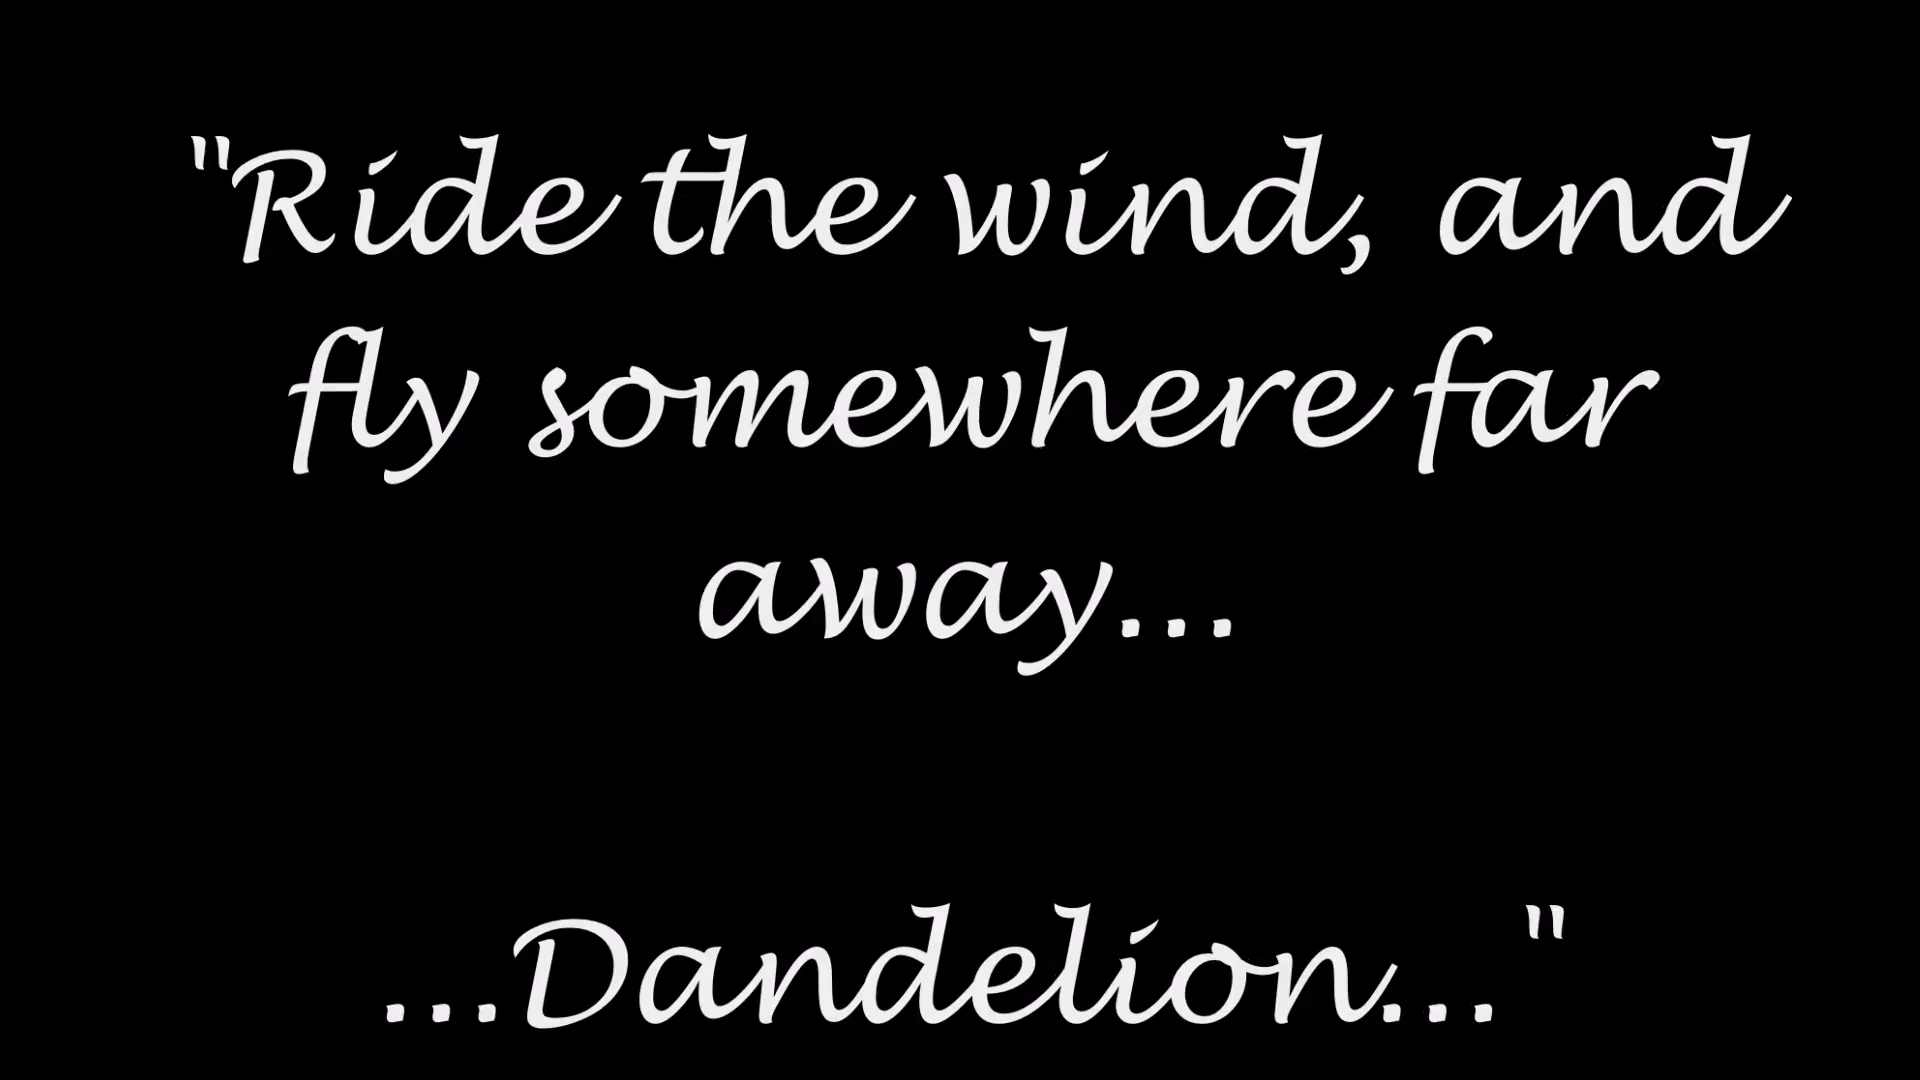 "Ride the wind, and
fly somewhere far
away...
...Dandelion..."